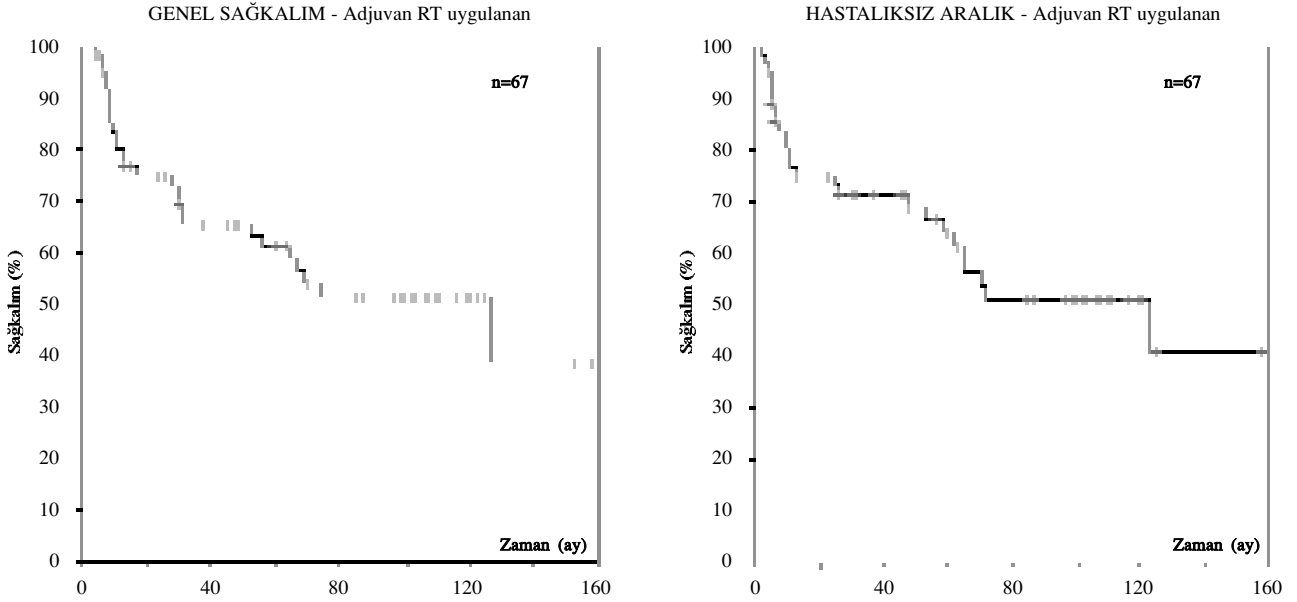 GENEL SAĞKALIM - Adjuvan RT uygulanan
100
90
80
70
60
50
40
30
20
10
0
Sağkalım (%)
n=67
Zaman (ay)
0 40 80 120 160
HASTALIKSIZ ARALIK - Adjuvan RT uygulanan
100
90
80
70
60
50
40
30
20
10
0
Sağkalım (%)
n=67
Zaman (ay)
0 40 80 120 160